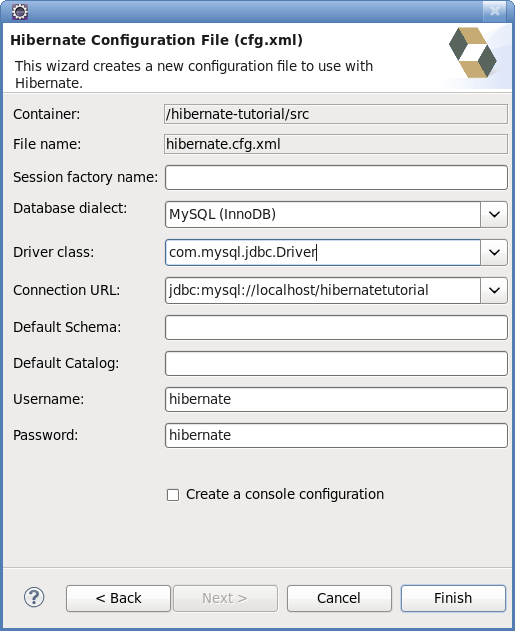 Hibernate Configuration File (cfg.xml)
This wizard creates a new configuration file to use with
Hibernate.
Container: /hibernate-tutorial/src
File name: hibernate.cfg.xml
Session factory name:
Database dialect: MySQL (InnoDB)
Driver class: com.mysql.jdbc.Driver
Connection URL: jdbc:mysql://localhost/hibernatetutorial
Default Schema:
Default Catalog:
Username: hibernate
Password: hibernate
Create a console configuration
? < Back Next > Cancel Finish